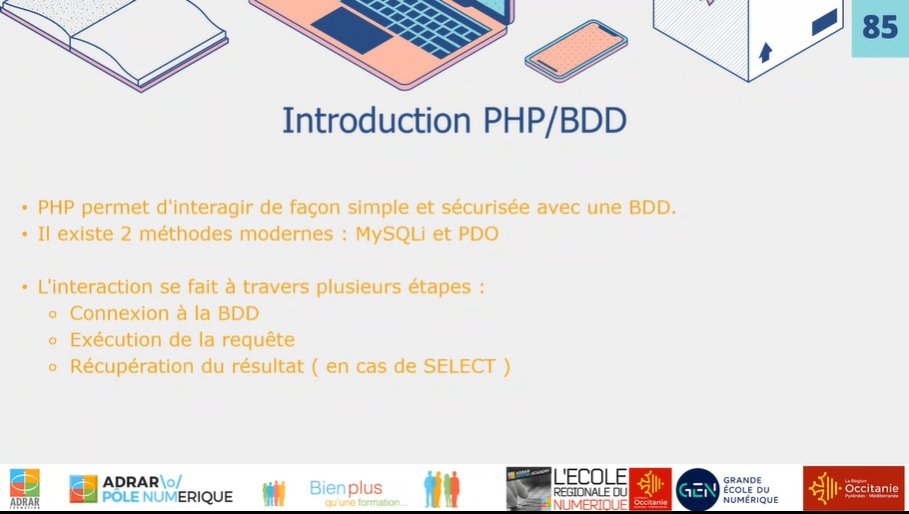 85
Introduction PHP/BDD
• PHP permet d'interagir de façon simple et sécurisée avec une BDD.
• Il existe 2 méthodes modernes : MySQLi et PDO
• L'interaction se fait à travers plusieurs étapes :
○ Connexion à la BDD
○ Exécution de la requête
○ Récupération du résultat ( en cas de SELECT )
ADRAR
FORMATION
ADRAR\o/
PÔLE NUMERIQUE
Bien plus
qu'une formation...
L'ECOLE
REGIONALE DU
NUMERIQUE
Occitanie
GEN
GRANDE
ÉCOLE DU
NUMÉRIQUE
La Région
Occitanie
Pyrénées - Méditerranée